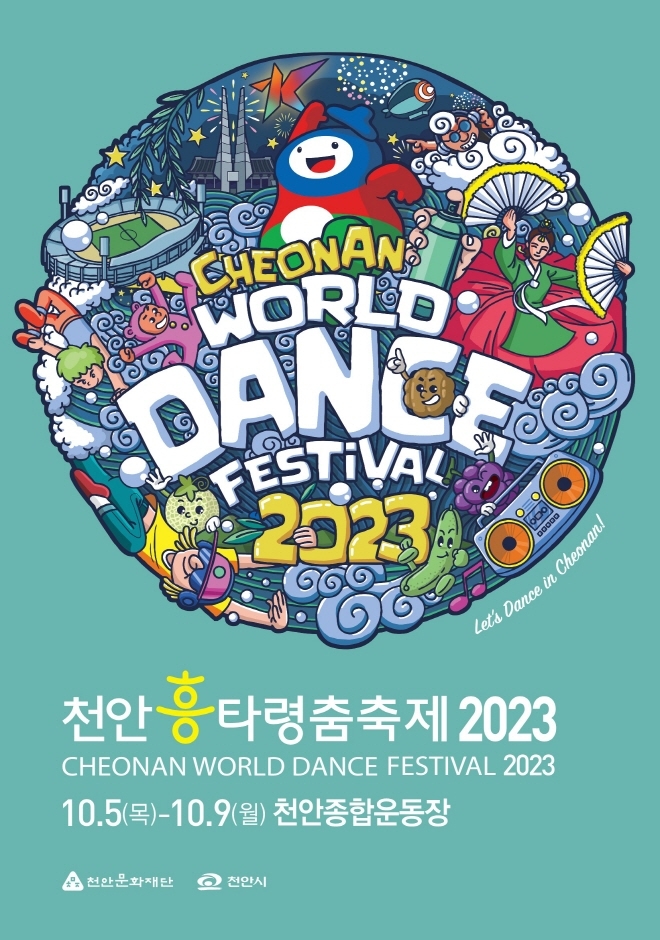 CHEONAN
WORLD
DANCE
FESTiVAL
2023
Let's Dance in Cheonan!
천안흥타령춤축제 2023
CHEONAN WORLD DANCE FESTIVAL 2023
10.5(목)-10.9(월) 천안종합운동장
천안문화재단 천안시